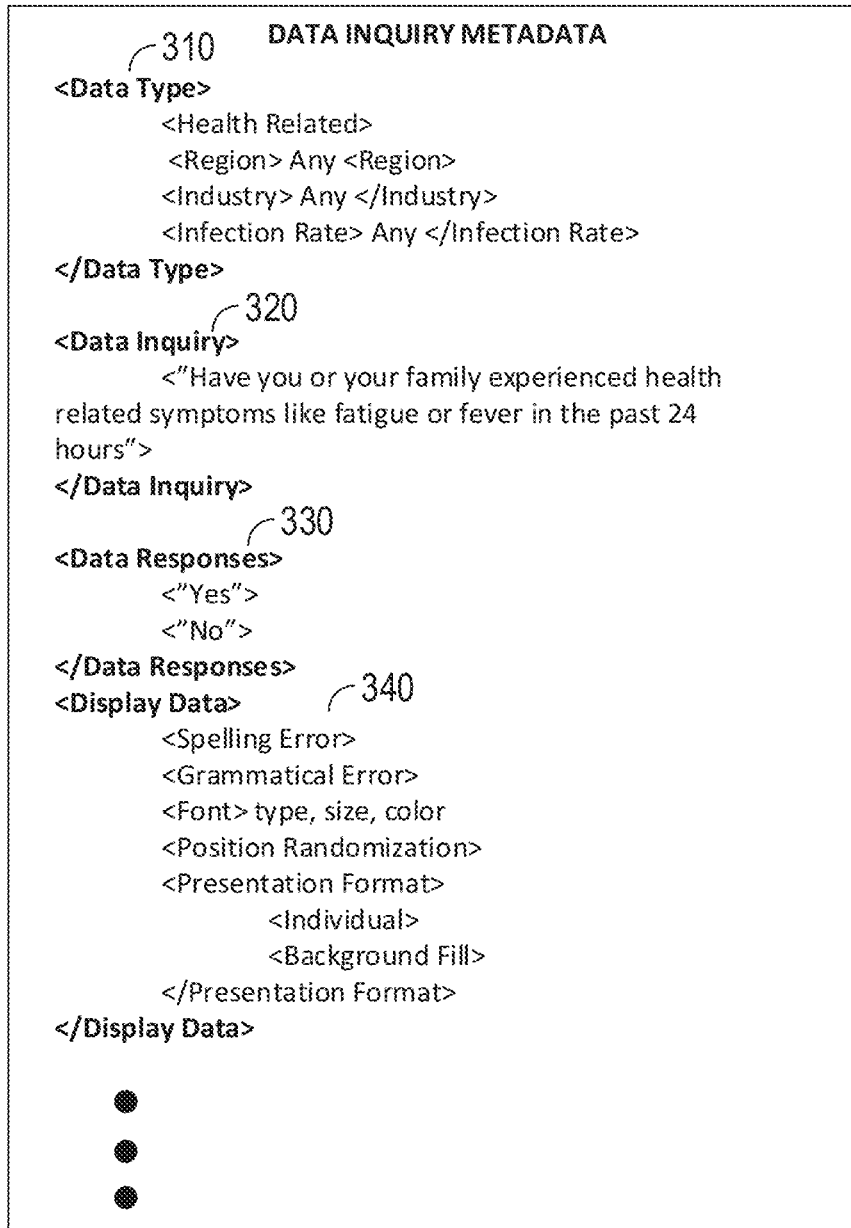 DATA INQUIRY METADATA
310
<Data Type>
<Health Related>
<Region> Any <Region>
<Industry> Any </Industry>
<Infection Rate> Any </Infection Rate>
</Data Type>
320
<Data Inquiry>
<"Have you or your family experienced health
related symptoms like fatigue or fever in the past 24
hours">
</Data Inquiry>
330
<Data Responses>
<"Yes">
<"No">
</Data Responses>
<Display Data>
340
<Spelling Error>
<Grammatical Error>
<Font> type, size, color
<Position Randomization>
<Presentation Format>
<Individual>
<Background Fill>
</Presentation Format>
</Display Data>